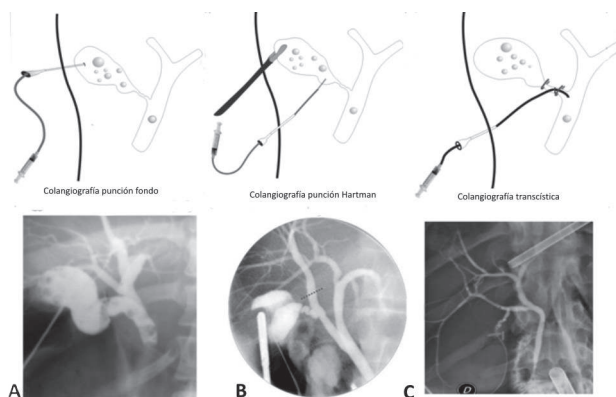 Colangiografía punción fondo
Colangiografía punción Hartman
Colangiografía transcística
A
B
C
D